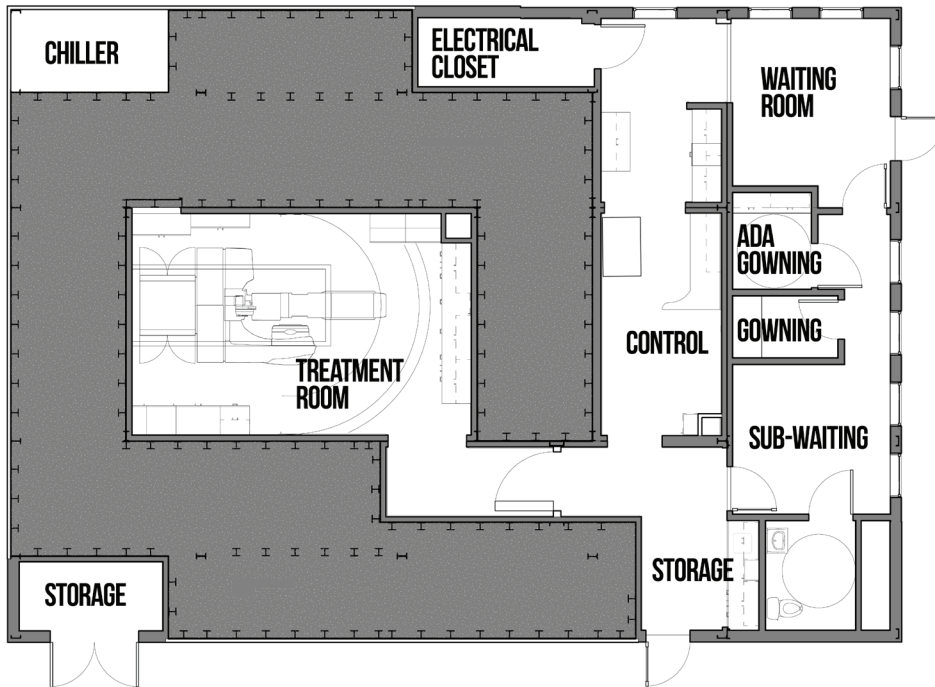 CHILLER
ELECTRICAL
CLOSET
WAITING
ROOM
ADA
GOWNING
GOWNING
CONTROL
TREATMENT
ROOM
SUB-WAITING
STORAGE
STORAGE